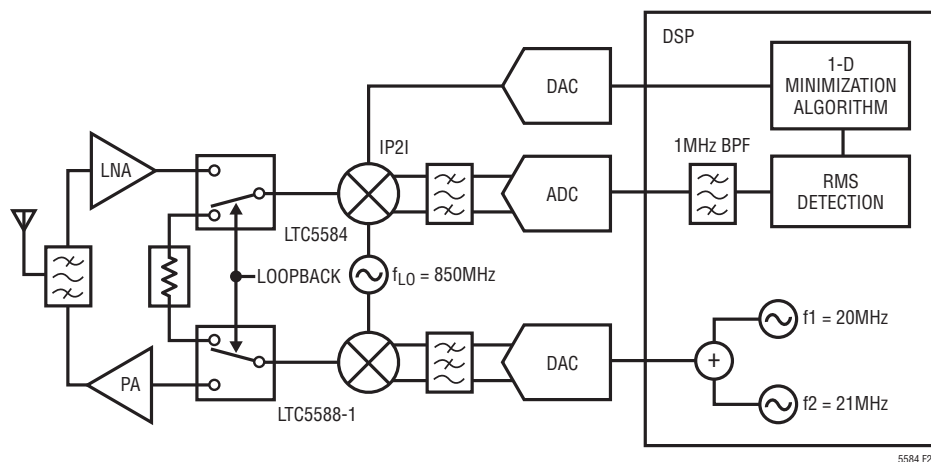 DSP
1-D
MINIMIZATION
ALGORITHM
DAC
LNA
IP2I
1MHz BPF
ADC
RMS
DETECTION
LTC5584
LOOPBACK
fLO = 850MHz
f1 = 20MHz
PA
DAC
+
LTC5588-1
f2 = 21MHz
5584 F2